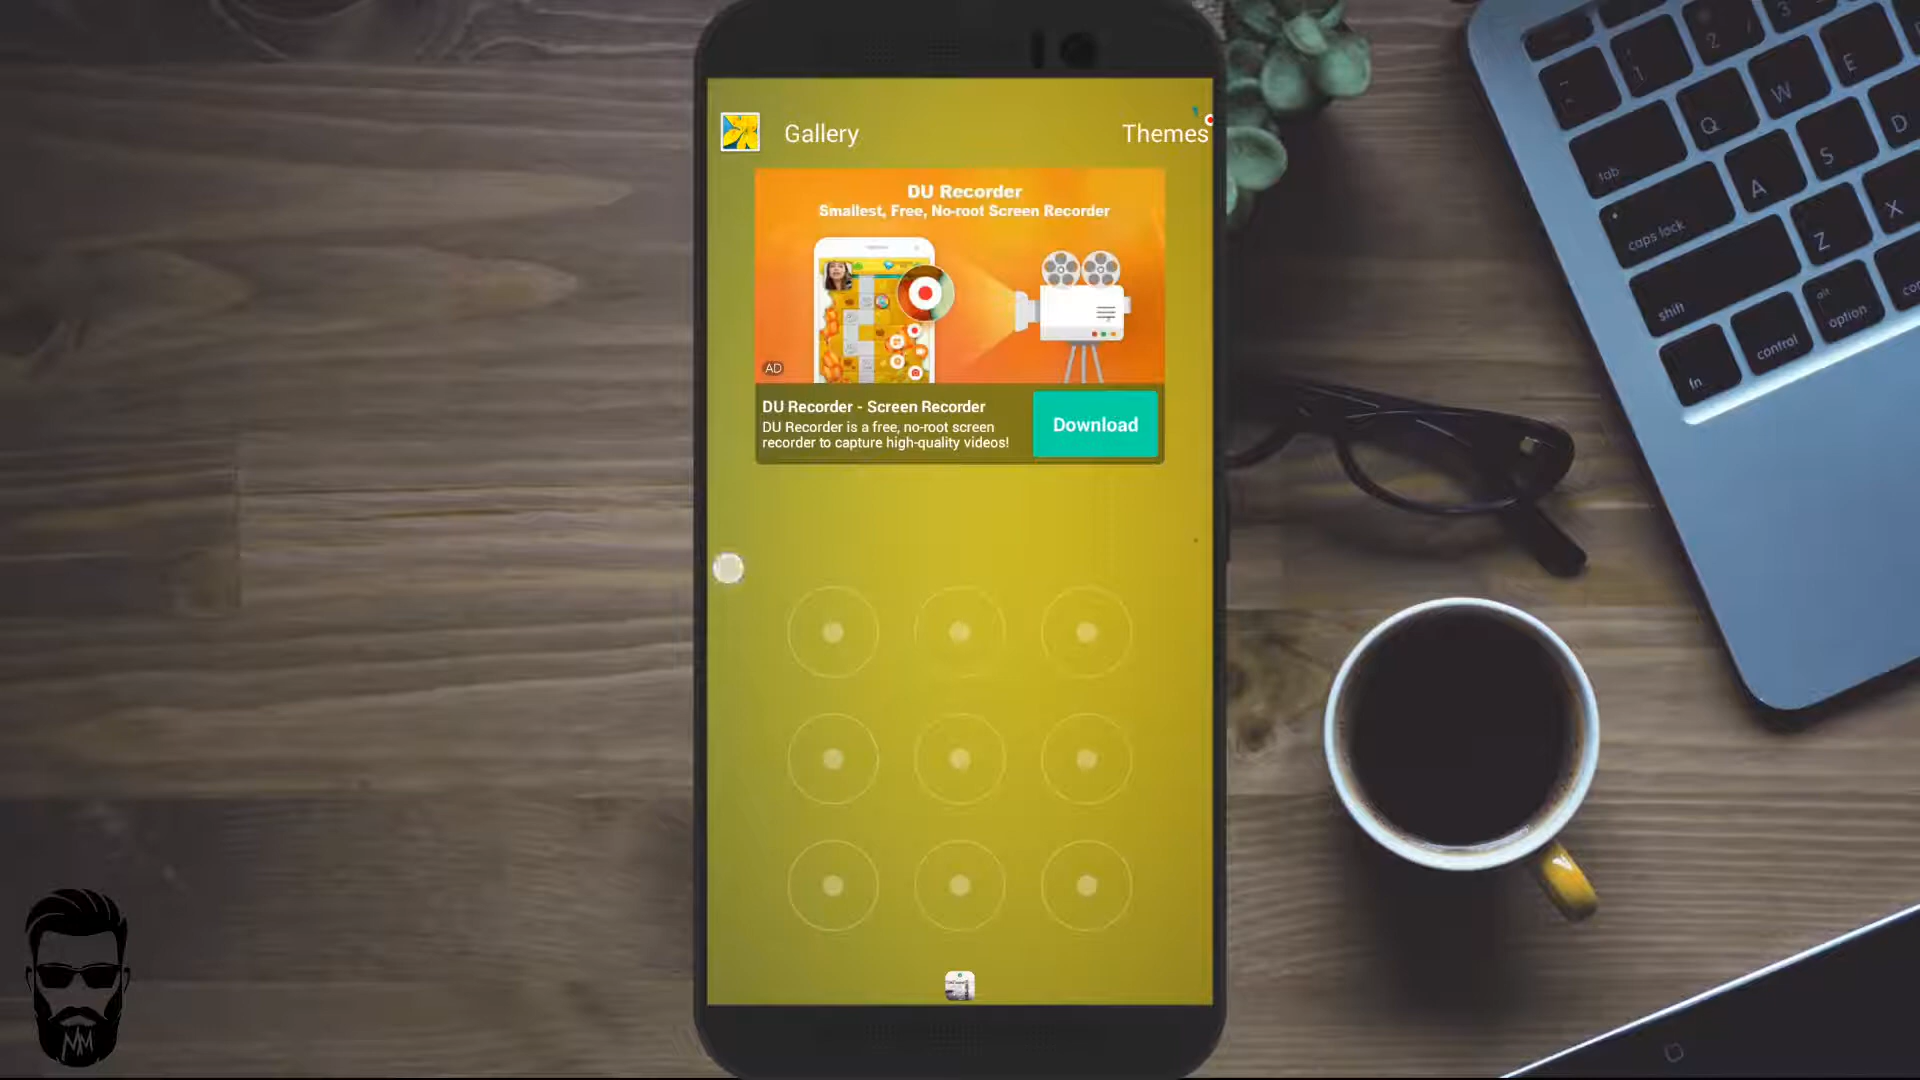 Gallery
Themes
DU Recorder
Smallest, Free, No-root Screen Recorder
AD
DU Recorder - Screen Recorder
DU Recorder is a free, no-root screen
recorder to capture high-quality videos!
Download
1
2
3
Q
W
E
tab
A
S
D
caps lock
Z
X
shift
fn
control
alt
option
NM